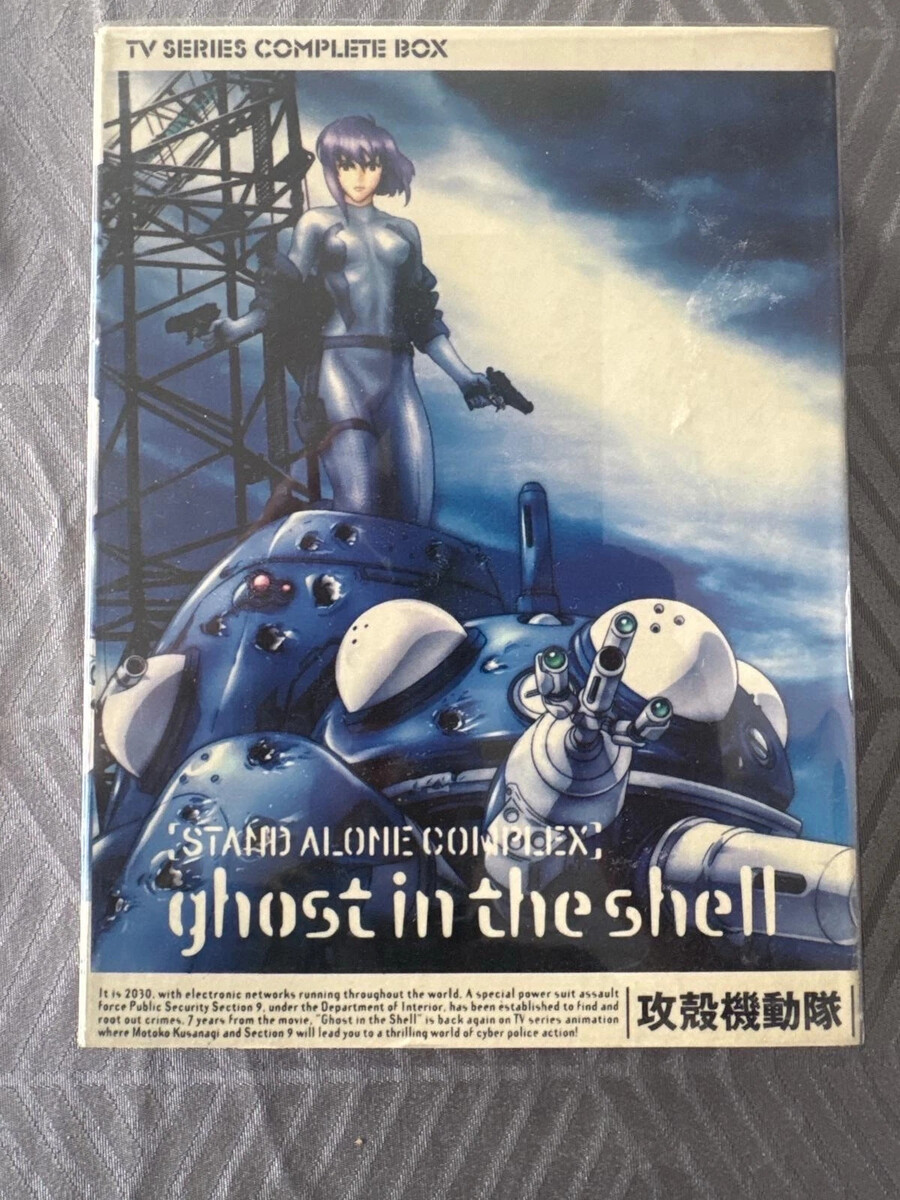 TV SERIES COMPLETE BOX
[STAND ALONE COMPLEX]
ghost in the shell
It is 2030, with electronic networks running throughout the world. A special power suit assault
force Public Security Section 9, under the Department of Interior, has been established to find and
root out crimes. 7 years from the movie, "Ghost in the Shell" is back again on TV series animation
where Motoko Kusanagi and Section 9 will lead you to a thrilling world of cyber police action!
攻殻機動隊